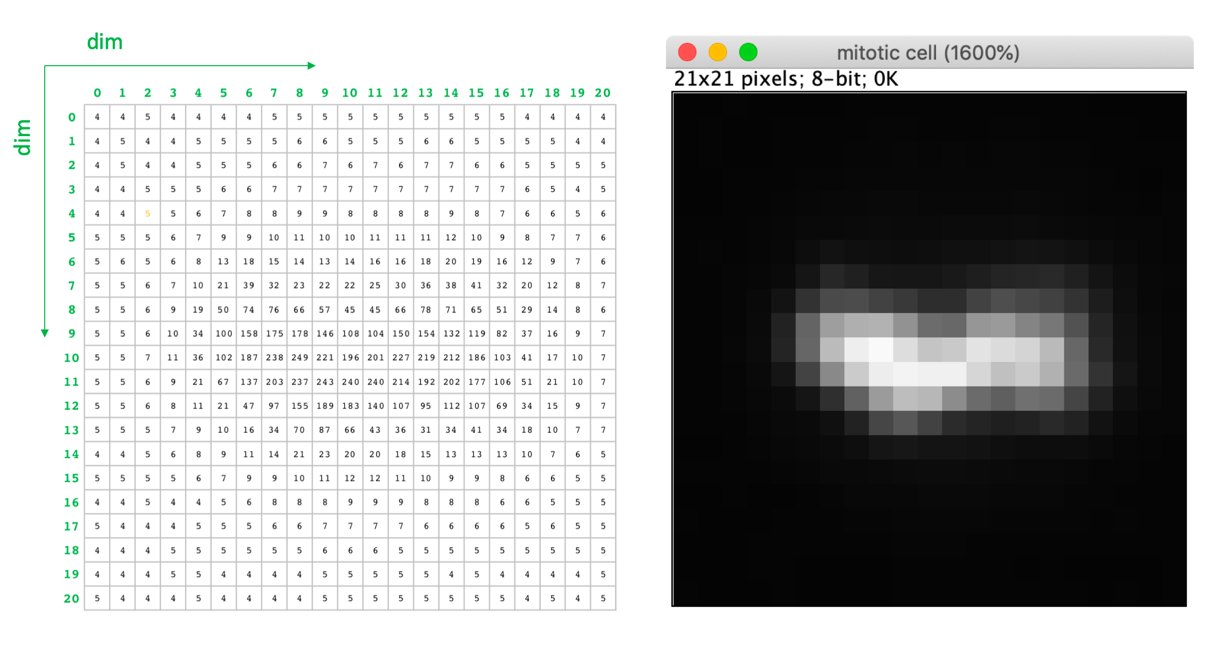 dim
dim
0 1 2 3 4 5 6 7 8 9 10 11 12 13 14 15 16 17 18 19 20
0 4 4 5 4 4 4 4 5 5 5 5 5 5 5 5 5 5 4 4 4 4
1 4 5 4 4 5 5 5 5 6 6 5 5 5 6 6 5 5 5 5 4 4
2 4 5 4 4 5 5 5 6 6 7 6 7 6 7 7 6 6 5 5 5 5
3 4 4 5 5 5 6 6 7 7 7 7 7 7 7 7 7 7 6 5 4 5
4 4 4 5 5 6 7 8 8 9 9 8 8 8 8 9 8 7 6 6 5 6
5 5 5 5 6 7 9 9 10 11 10 10 11 11 11 12 10 9 8 7 7 6
6 5 6 5 6 8 13 18 15 14 13 14 16 16 18 20 19 16 12 9 7 6
7 5 5 6 7 10 21 39 32 23 22 22 25 30 36 38 41 32 20 12 8 7
8 5 5 6 9 19 50 74 76 66 57 45 45 66 78 71 65 51 29 14 8 6
9 5 5 6 10 34 100 158 175 178 146 108 104 150 154 132 119 82 37 16 9 7
10 5 5 7 11 36 102 187 238 249 221 196 201 227 219 212 186 103 41 17 10 7
11 5 5 6 9 21 67 137 203 237 243 240 240 214 192 202 177 106 51 21 10 7
12 5 5 6 8 11 21 47 97 155 189 183 140 107 95 112 107 69 34 15 9 7
13 5 5 5 7 9 10 16 34 70 87 66 43 36 31 34 41 34 18 10 7 7
14 4 4 5 6 8 9 11 14 21 23 20 20 18 15 13 13 13 10 7 6 5
15 5 5 5 5 6 7 9 9 10 11 12 12 11 10 9 9 8 6 6 5 5
16 4 4 5 4 4 5 6 8 8 8 9 9 9 8 8 8 6 6 5 5 5
17 5 4 4 4 5 5 5 6 6 7 7 7 7 6 6 6 6 5 6 5 5
18 4 4 4 5 5 5 5 5 5 6 6 6 5 5 5 5 5 5 5 5 5
19 4 4 4 5 5 4 4 4 4 5 5 5 5 5 4 5 4 4 4 4 5
20 5 4 4 4 5 4 4 4 4 5 5 5 5 5 5 5 5 4 5 4 5
mitotic cell (1600%)
21x21 pixels; 8-bit; 0K